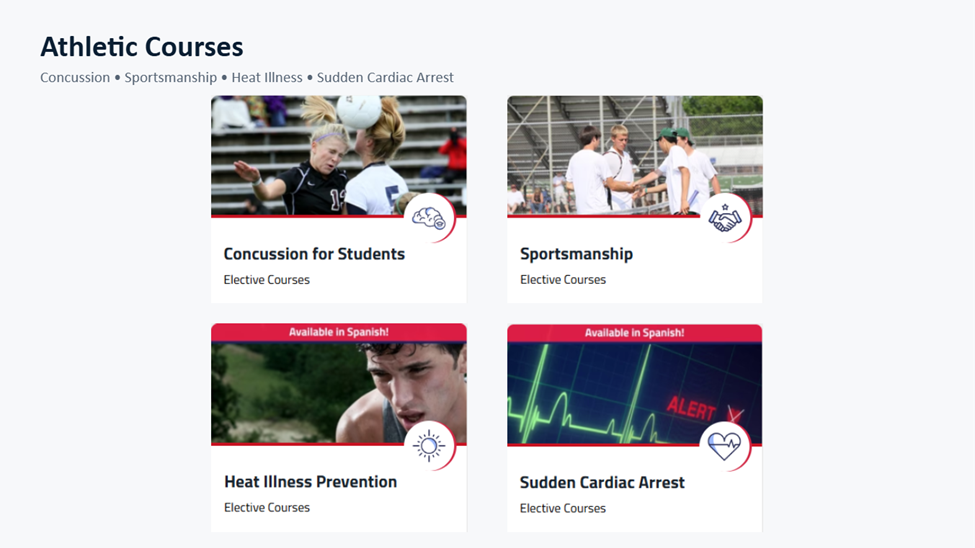 Athletic Courses
Concussion • Sportsmanship • Heat Illness • Sudden Cardiac Arrest
Concussion for Students
Elective Courses
Sportsmanship
Elective Courses
Available in Spanish!
Heat Illness Prevention
Elective Courses
Available in Spanish!
ALERT
Sudden Cardiac Arrest
Elective Courses